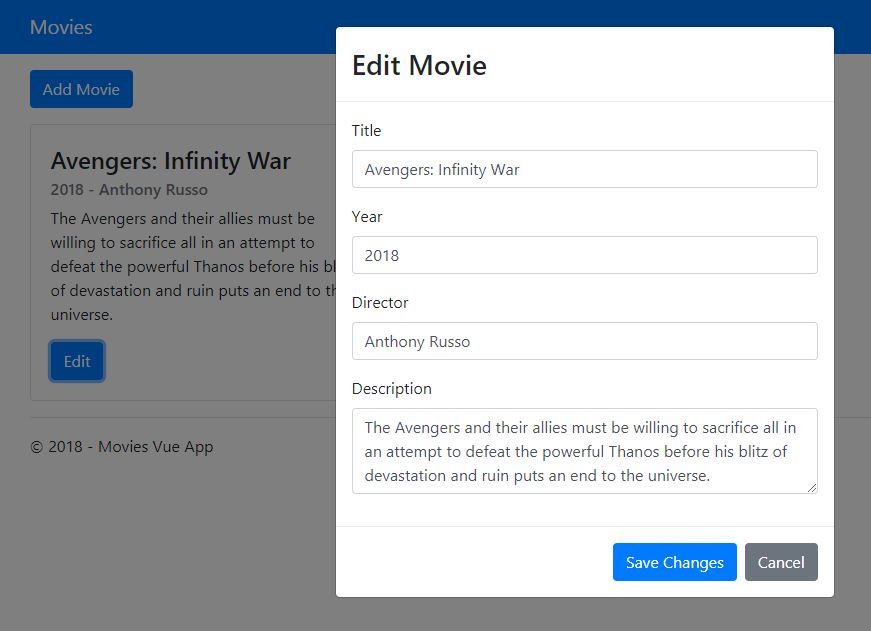 Movies
Add Movie
Avengers: Infinity War
2018 - Anthony Russo
The Avengers and their allies must be
willing to sacrifice all in an attempt to
defeat the powerful Thanos before his bl
of devastation and ruin puts an end to th
universe.
Edit
© 2018 - Movies Vue App
Edit Movie
Title
Avengers: Infinity War
Year
2018
Director
Anthony Russo
Description
The Avengers and their allies must be willing to sacrifice all in
an attempt to defeat the powerful Thanos before his blitz of
devastation and ruin puts an end to the universe.
Save Changes
Cancel